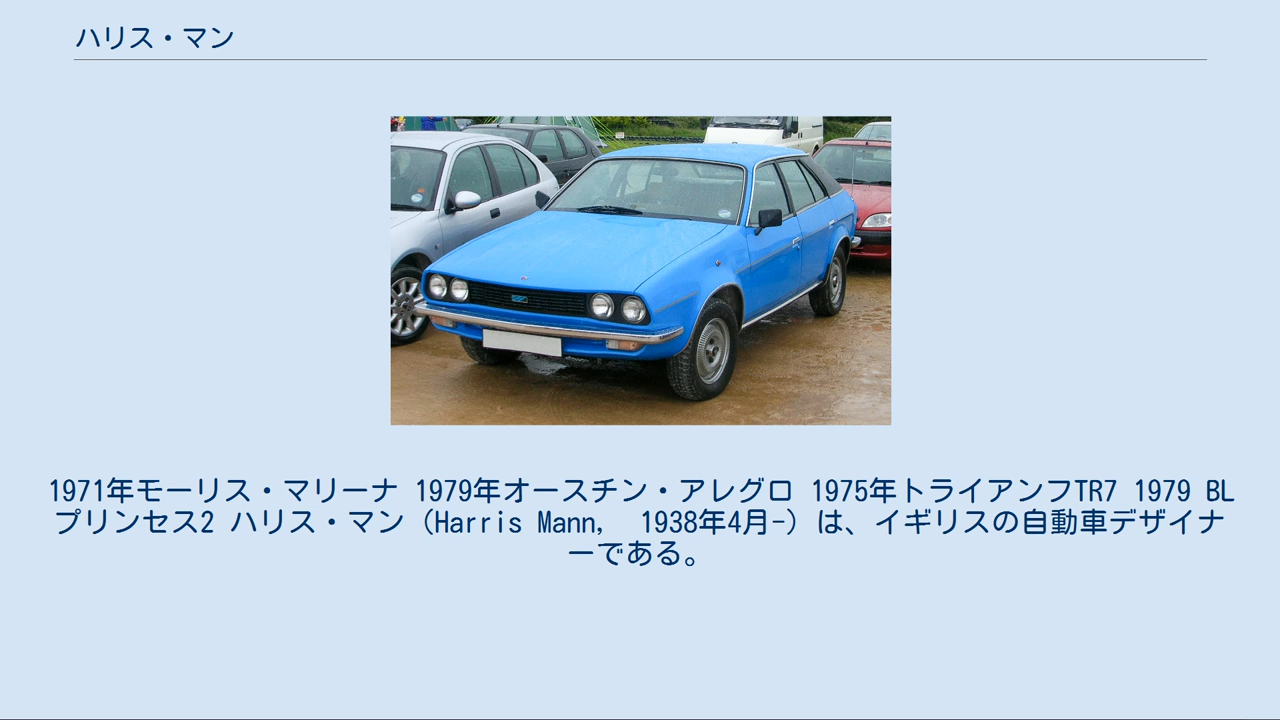 ハリス・マン
1971年モーリス・マリーナ 1979年オースチン・アレグロ 1975年トライアンフTR7 1979 BL
プリンセス2 ハリス・マン（Harris Mann, 1938年4月-）は、イギリスの自動車デザイナ
ーである。